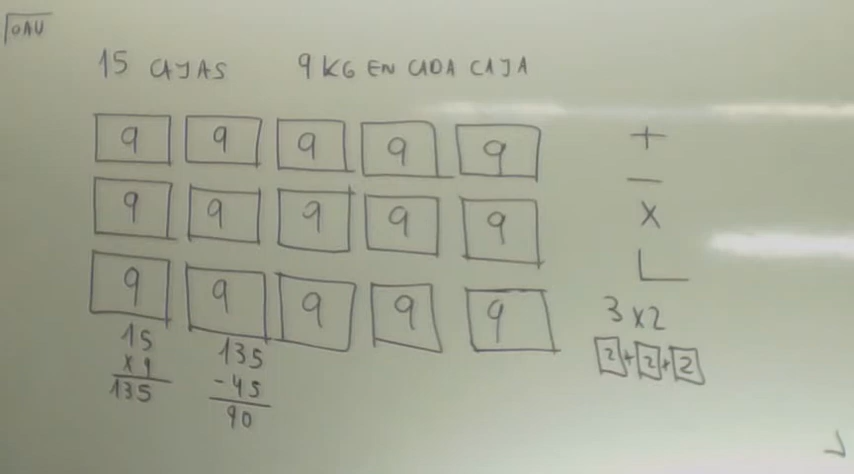 OAU
15 CAJAS 9 KG EN CADA CAJA
9 9 9 9 9
9 9 9 9 9
9 9 9 9 9
+
-
x
3 x 2
2 + 2 + 2
15
x 9
135
135
- 45
90